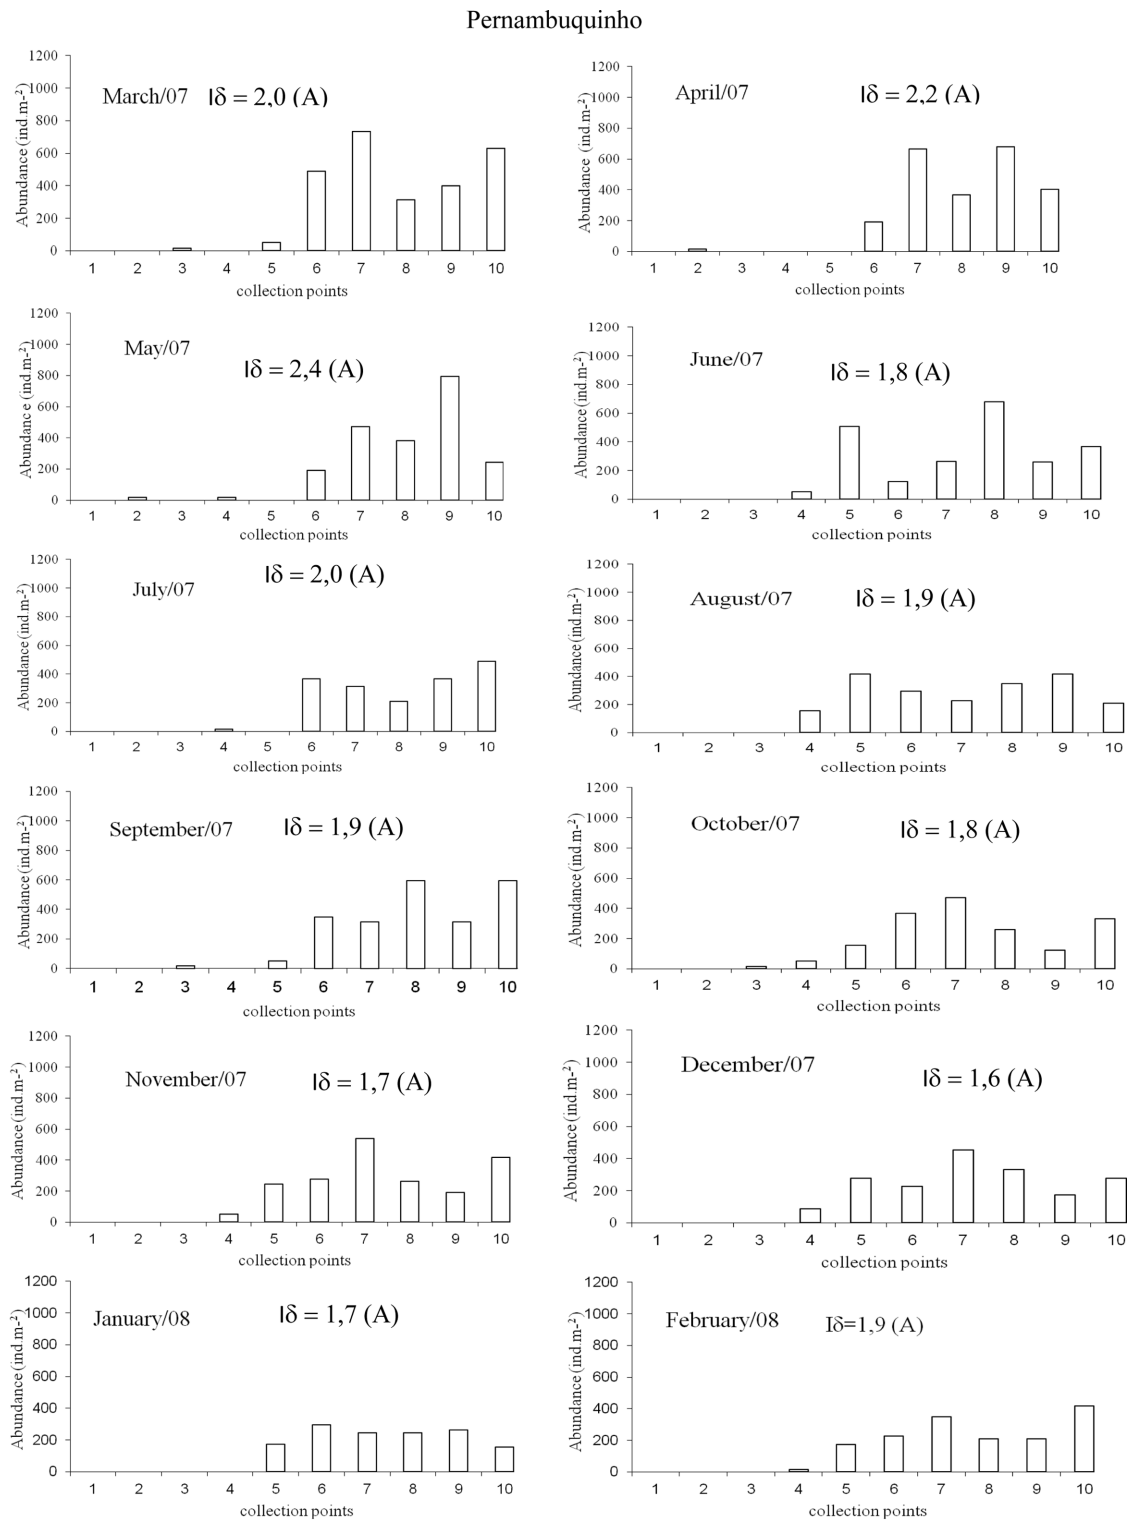 Pernambuquinho
March/07 Iδ = 2,0 (A)
Abundance (ind.m-²)
1200
1000
800
600
400
200
0
1 2 3 4 5 6 7 8 9 10
collection points
April/07 Iδ = 2,2 (A)
Abundance (ind.m-²)
1200
1000
800
600
400
200
0
1 2 3 4 5 6 7 8 9 10
collection points
May/07
Iδ = 2,4 (A)
Abundance (ind.m-²)
1200
1000
800
600
400
200
0
1 2 3 4 5 6 7 8 9 10
collection points
June/07
Iδ = 1,8 (A)
Abundance (ind.m-²)
1200
1000
800
600
400
200
0
1 2 3 4 5 6 7 8 9 10
collection points
July/07
Iδ = 2,0 (A)
Abundance (ind.m-²)
1200
1000
800
600
400
200
0
1 2 3 4 5 6 7 8 9 10
collection points
August/07 Iδ = 1,9 (A)
Abundance (ind.m-²)
1200
1000
800
600
400
200
0
1 2 3 4 5 6 7 8 9 10
collection points
September/07 Iδ = 1,9 (A)
Abundance (ind.m-²)
1200
1000
800
600
400
200
0
1 2 3 4 5 6 7 8 9 10
collection points
October/07 Iδ = 1,8 (A)
Abundance (ind.m-²)
1200
1000
800
600
400
200
0
1 2 3 4 5 6 7 8 9 10
collection points
November/07 Iδ = 1,7 (A)
Abundance (ind.m-²)
1200
1000
800
600
400
200
0
1 2 3 4 5 6 7 8 9 10
collection points
December/07
Iδ = 1,6 (A)
Abundance (ind.m-²)
1200
1000
800
600
400
200
0
1 2 3 4 5 6 7 8 9 10
collection points
January/08 Iδ = 1,7 (A)
Abundance (ind.m-²)
1200
1000
800
600
400
200
0
1 2 3 4 5 6 7 8 9 10
collection points
February/08 Iδ=1,9 (A)
Abundance (ind.m-²)
1200
1000
800
600
400
200
0
1 2 3 4 5 6 7 8 9 10
collection points